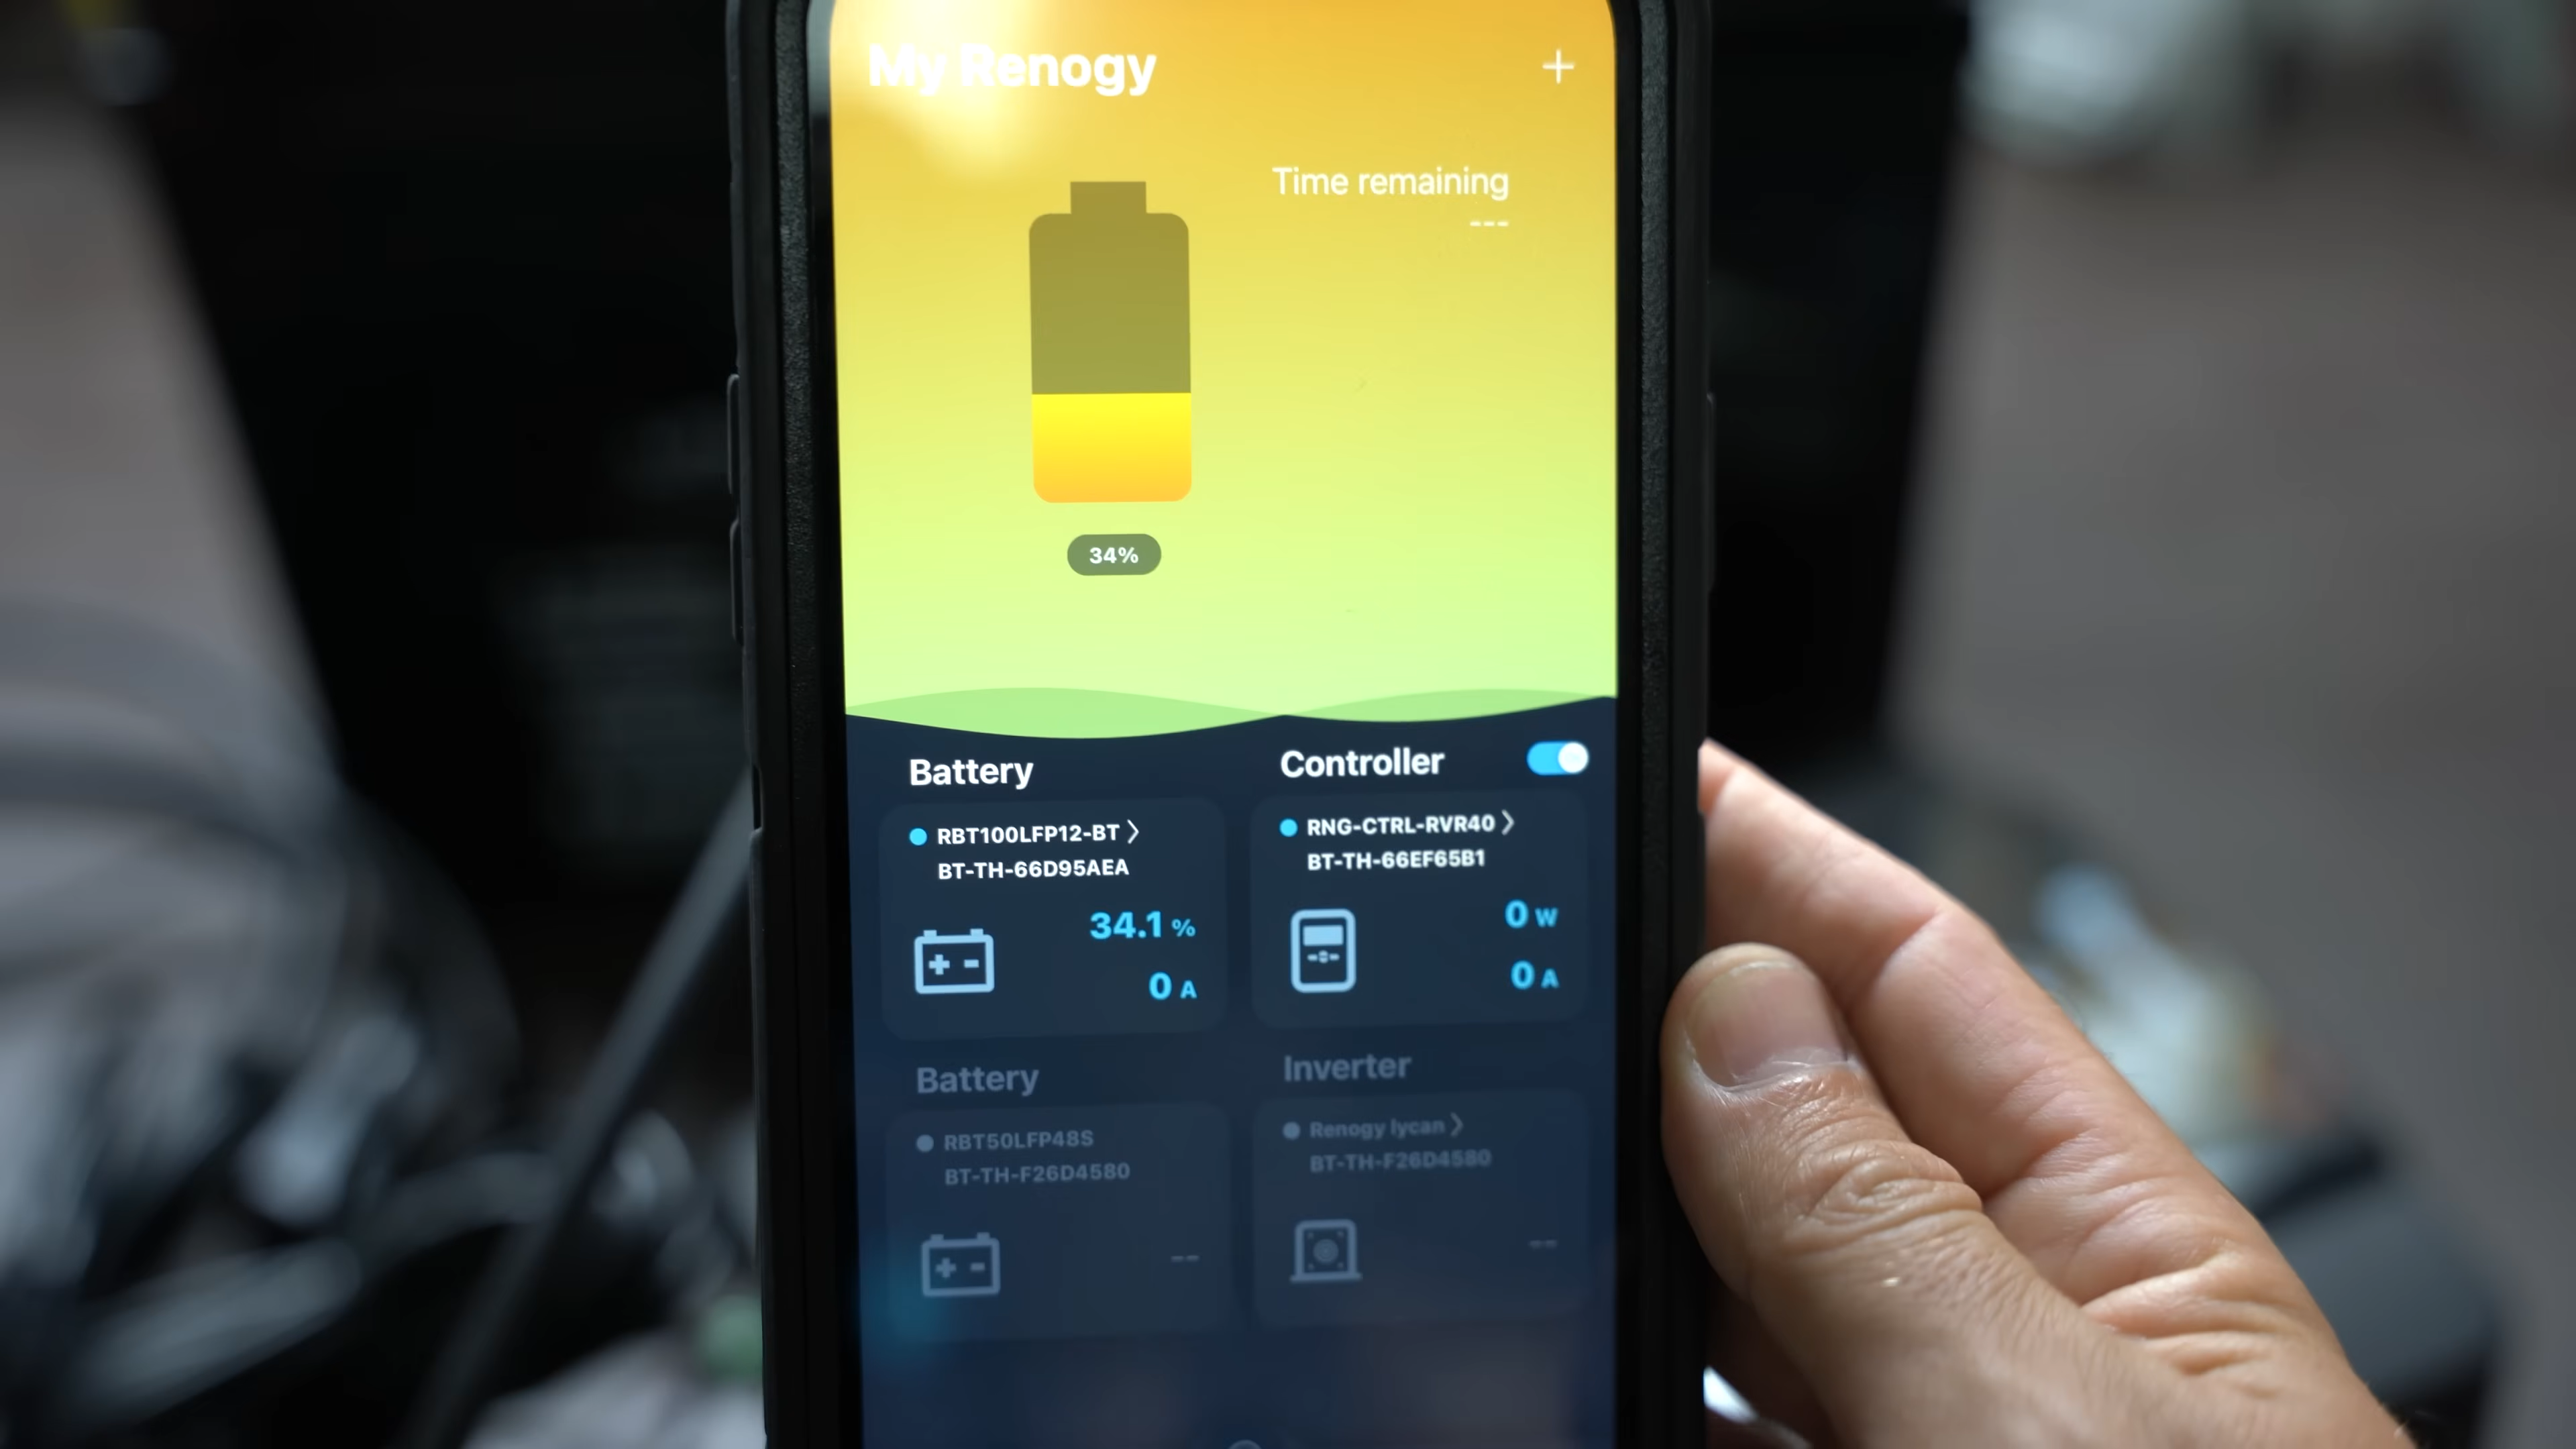 My Renogy
+
Time remaining
---
34%
Battery
RBT100LFP12-BT >
BT-TH-66D95AEA
34.1 %
0 A
Controller
RNG-CTRL-RVR40 >
BT-TH-66EF65B1
0 W
0 A
Battery
RBT50LFP48S
BT-TH-F26D4580
--
Inverter
Renogy lycan >
BT-TH-F26D4580
--